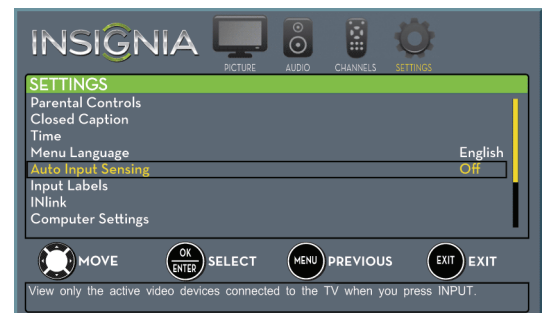 INSIGNIA
PICTURE AUDIO CHANNELS SETTINGS
SETTINGS
Parental Controls
Closed Caption
Time
Menu Language English
Auto Input Sensing Off
Input Labels
INlink
Computer Settings
MOVE OK ENTER SELECT MENU PREVIOUS EXIT EXIT
View only the active video devices connected to the TV when you press INPUT.